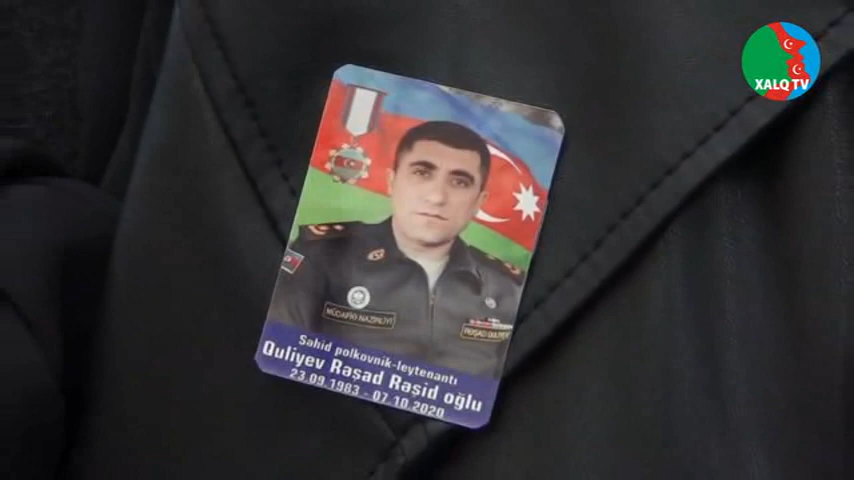 XALQ TV
MÜDAFİƏ NAZİRLİYİ
Şəhid polkovnik-leytenantı
Quliyev Rəşad Rəşid oğlu
23.09.1983 - 07.10.2020